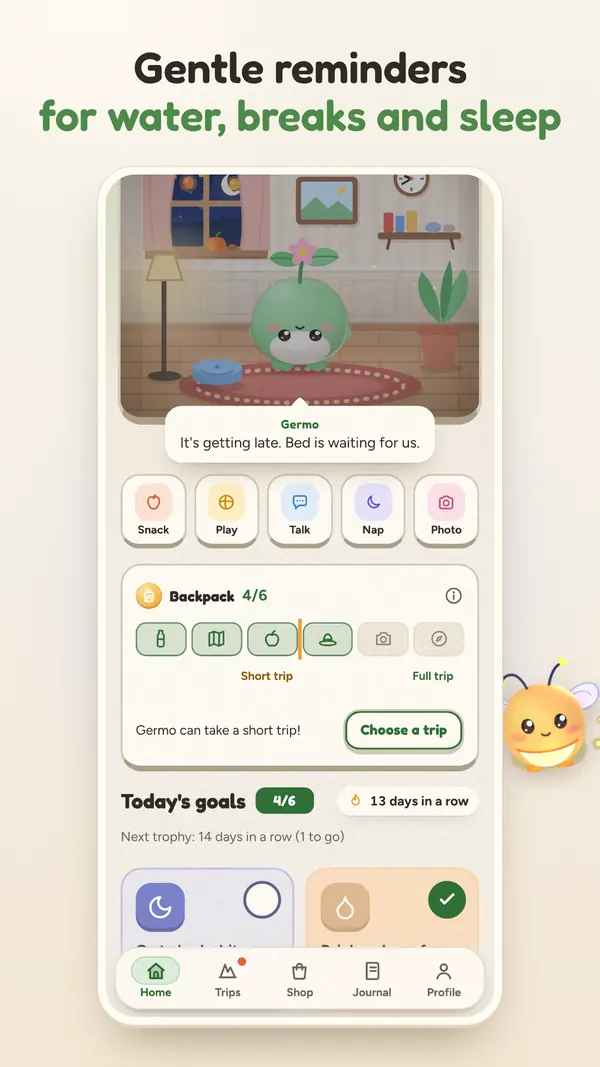 Gentle reminders
for water, breaks and sleep
Germo
It's getting late. Bed is waiting for us.
Snack
Play
Talk
Nap
Photo
Backpack 4/6
Short trip
Full trip
Germo can take a short trip!
Choose a trip
Today's goals 4/6
13 days in a row
Next trophy: 14 days in a row (1 to go)
Home
Trips
Shop
Journal
Profile